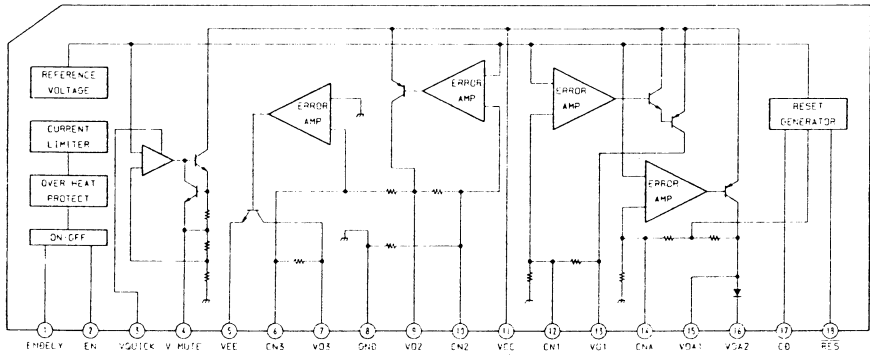 REFERENCE
VOLTAGE
CURRENT
LIMITER
OVER HEAT
PROTECT
ON-OFF
ERROR
AMP
ERROR
AMP
ERROR
AMP
ERROR
AMP
RESET
GENERATOR
1 2 3 4 5 6 7 8 9 10 11 12 13 14 15 16 17 18
EMBELY EN VQUICK V MUTE VEE CN3 VO3 GND VO2 CN2 VCC CN1 VO1 CNA VOA1 VOA2 CD RES